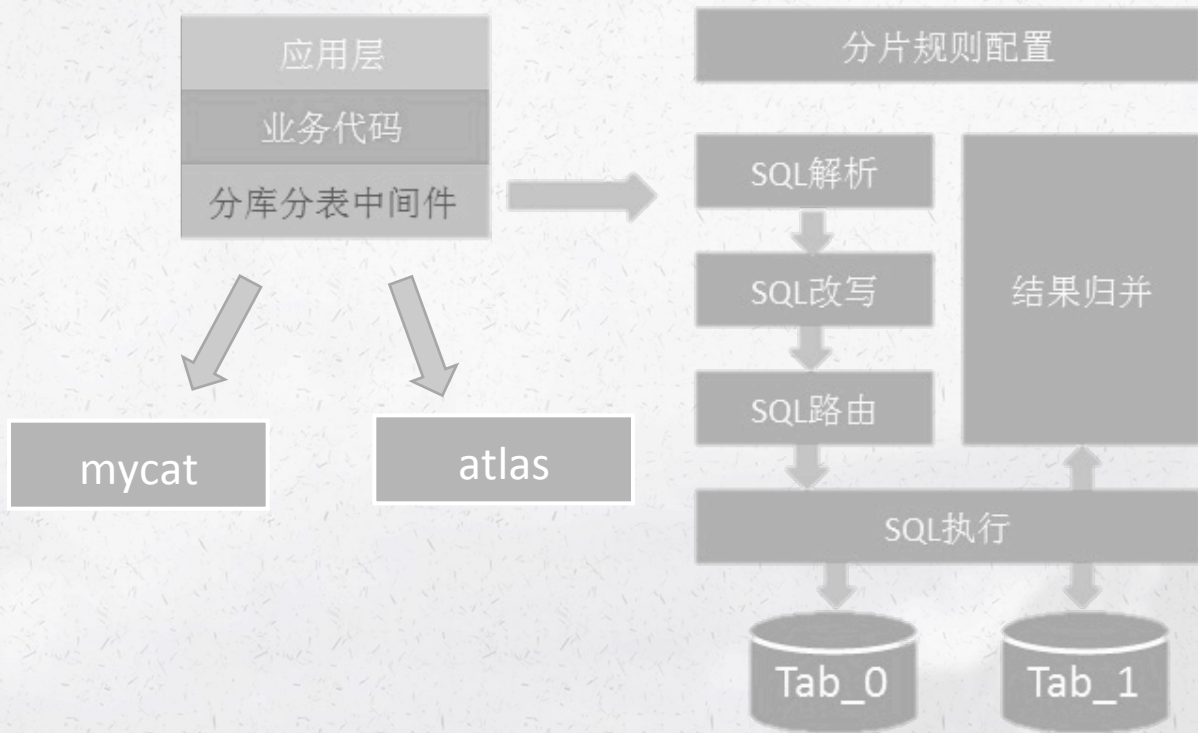 应用层
业务代码
分库分表中间件
mycat
atlas
分片规则配置
SQL解析
SQL改写
SQL路由
结果归并
SQL执行
Tab_0
Tab_1